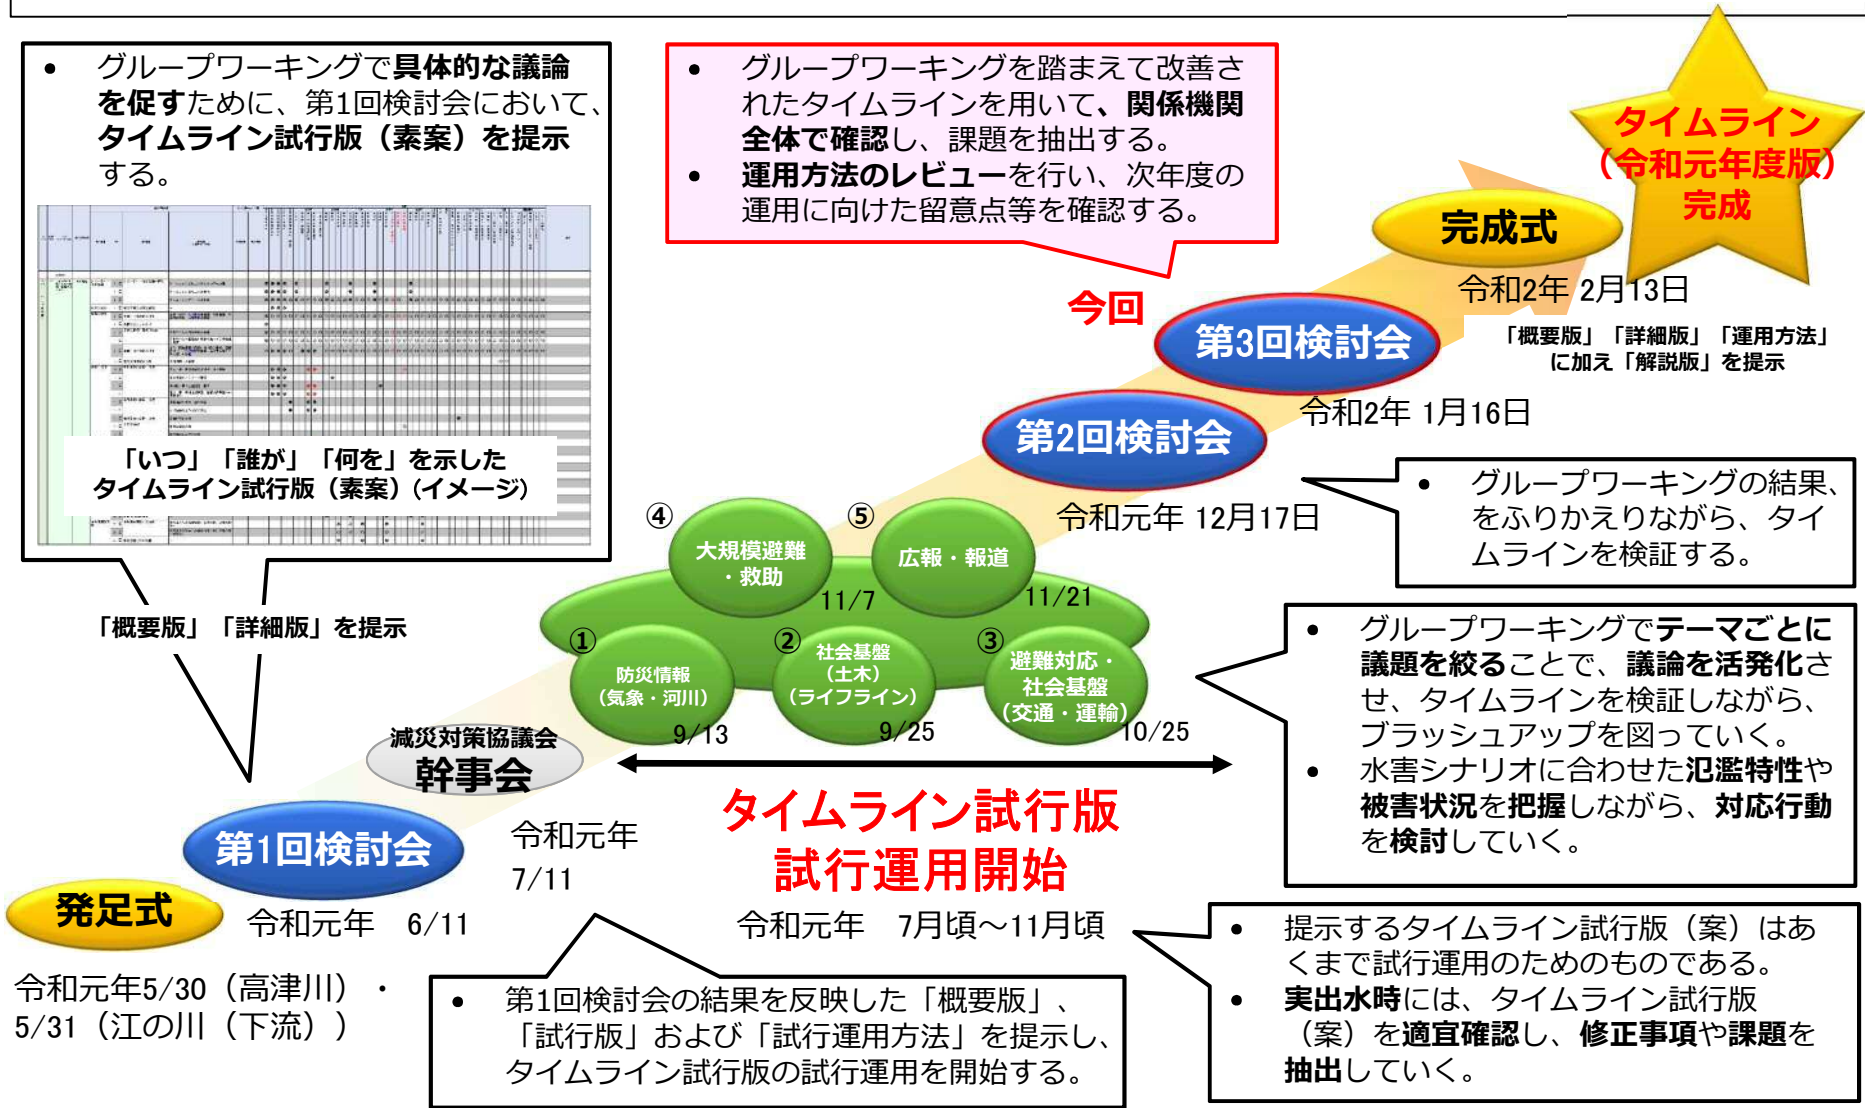 グループワーキングで具体的な議論
を促すために、第1回検討会において、
タイムライン試行版（素案）を提示
する。
「いつ」「誰が」「何を」を示した
タイムライン試行版（素案）（イメージ）
「概要版」「詳細版」を提示
グループワーキングを踏まえて改善さ
れたタイムラインを用いて、関係機関
全体で確認し、課題を抽出する。
運用方法のレビューを行い、次年度の
運用に向けた留意点等を確認する。
タイムライン
（令和元年度版）
完成
完成式
令和2年 2月13日
「概要版」「詳細版」「運用方法」
に加え「解説版」を提示
今回
第3回検討会
令和2年 1月16日
第2回検討会
令和元年 12月17日
グループワーキングの結果、
をふりかえりながら、タイ
ムラインを検証する。
④
大規模避難
・救助
11/7
⑤
広報・報道
11/21
①
防災情報
（気象・河川）
9/13
②
社会基盤
（土木）
（ライフライン）
9/25
③
避難対応・
社会基盤
（交通・運輸）
10/25
グループワーキングでテーマごとに
議題を絞ることで、議論を活発化さ
せ、タイムラインを検証しながら、
ブラッシュアップを図っていく。
水害シナリオに合わせた氾濫特性や
被害状況を把握しながら、対応行動
を検討していく。
減災対策協議会
幹事会
令和元年
7/11
タイムライン試行版
試行運用開始
令和元年 7月頃～11月頃
第1回検討会
令和元年 6/11
発足式
令和元年5/30（高津川）・
5/31（江の川（下流））
第1回検討会の結果を反映した「概要版」、
「試行版」および「試行運用方法」を提示し、
タイムライン試行版の試行運用を開始する。
提示するタイムライン試行版（案）はあ
くまで試行運用のためのものである。
実出水時には、タイムライン試行版
（案）を適宜確認し、修正事項や課題を
抽出していく。